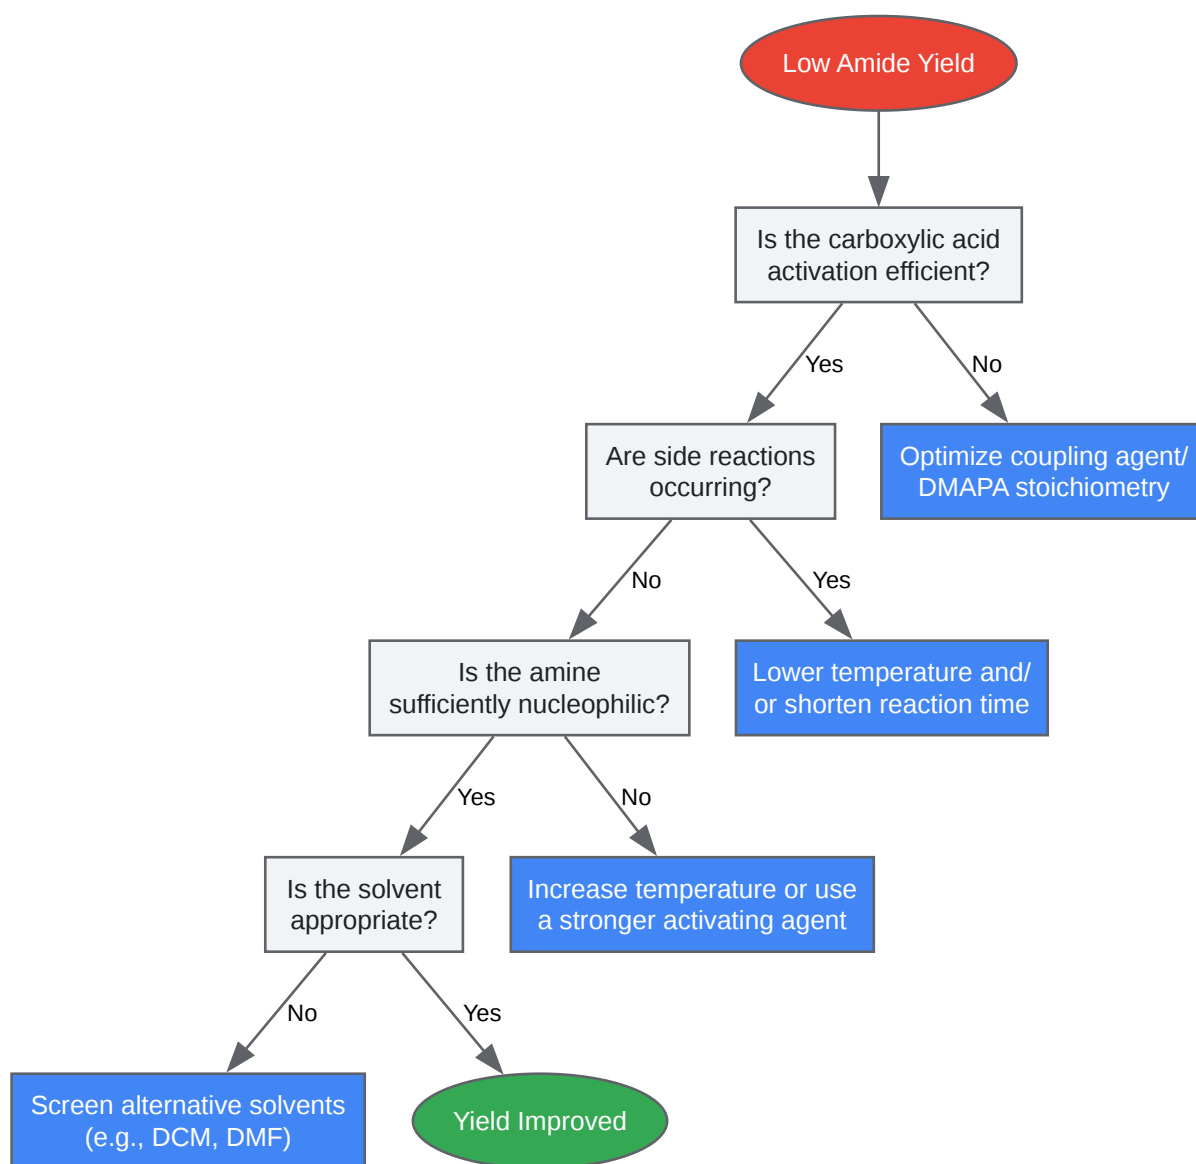 Low Amide Yield
Is the carboxylic acid
activation efficient?
Yes
No
Are side reactions
occurring?
Optimize coupling agent/
DMAPA stoichiometry
No
Yes
Is the amine
sufficiently nucleophilic?
Lower temperature and/
or shorten reaction time
Yes
No
Is the solvent
appropriate?
Increase temperature or use
a stronger activating agent
No
Yes
Screen alternative solvents
(e.g., DCM, DMF)
Yield Improved